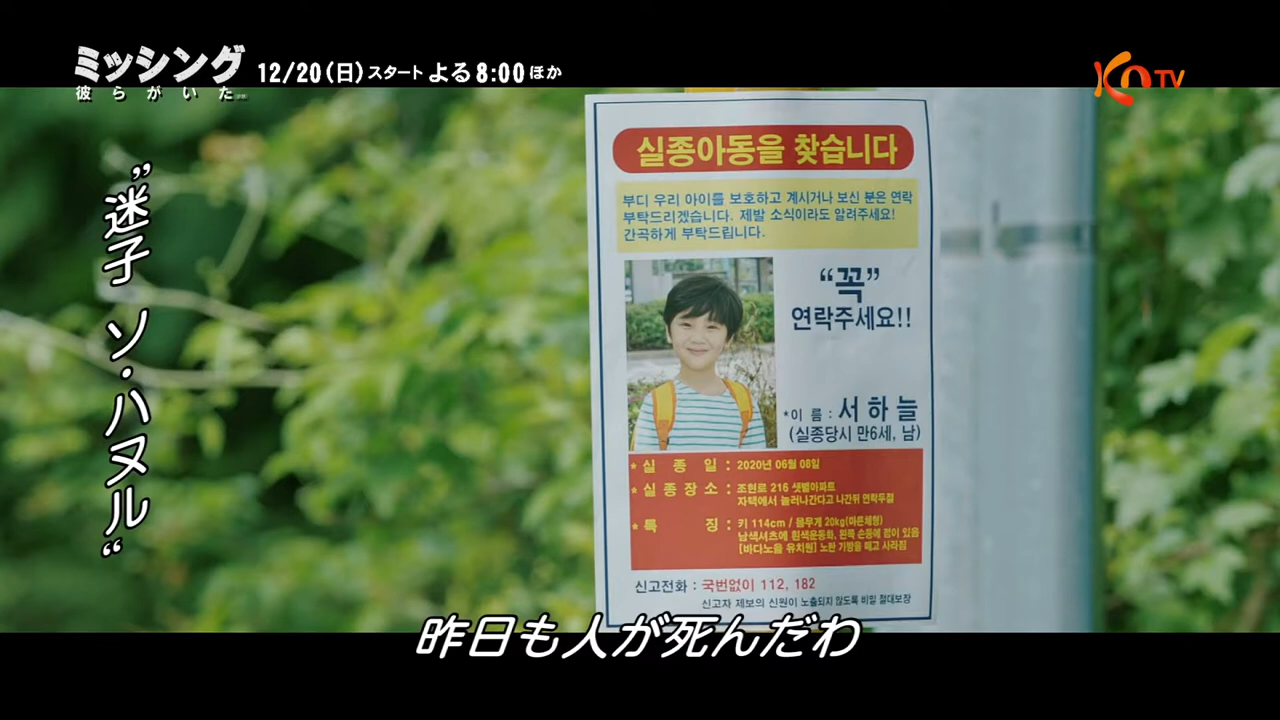 ミッシング
彼らがいた
12/20(日)スタート よる8:00ほか
KN TV
"迷子 ソ・ハヌル"
실종아동을 찾습니다
부디 우리 아이를 보호하고 계시거나 보신 분은 연락
부탁드리겠습니다. 제발 소식이라도 알려주세요!
간곡하게 부탁드립니다.
"꼭"
연락주세요!!
*이 름 : 서하늘
(실종당시 만6세, 남)
* 실 종 일 : 2020년 06월 08일
* 실종장소 : 조현로 216 샛별아파트
자택에서 놀러나간다고 나간뒤 연락두절
* 특 징 : 키 114cm / 몸무게 20kg(마른체형)
남색셔츠에 흰색운동화, 왼쪽 손등에 점이 있음
[바다노을 유치원] 노란 가방을 메고 사라짐
신고전화 : 국번없이 112, 182
신고자 제보의 신원이 노출되지 않도록 비밀 절대보장
昨日も人が死んだわ